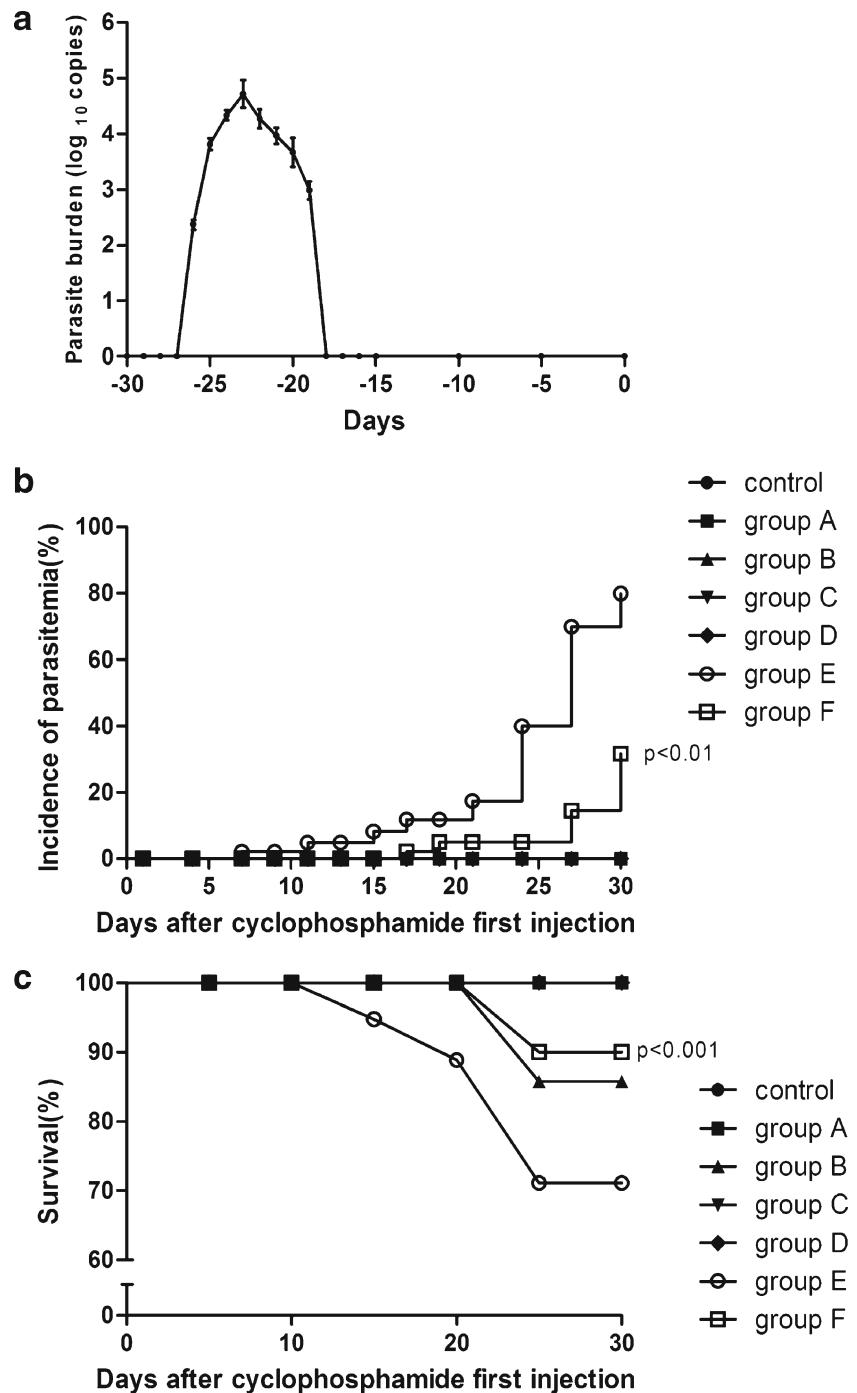 a
Parasite burden (log 10 copies)
6
5
4
3
2
1
0
-30 -25 -20 -15 -10 -5 0
Days
b
Incidence of parasitemia(%)
100
80
60
40
20
0
p<0.01
0 5 10 15 20 25 30
Days after cyclophosphamide first injection
control
group A
group B
group C
group D
group E
group F
c
Survival(%)
100
90
80
70
60
0
p<0.001
0 10 20 30
Days after cyclophosphamide first injection
control
group A
group B
group C
group D
group E
group F